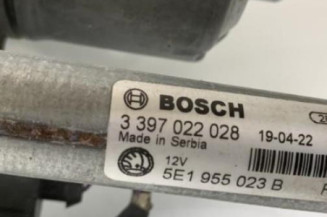 BOSCH
3 397 022 028 19-04-22
Made in Serbia
12V
5E1 955 023 B